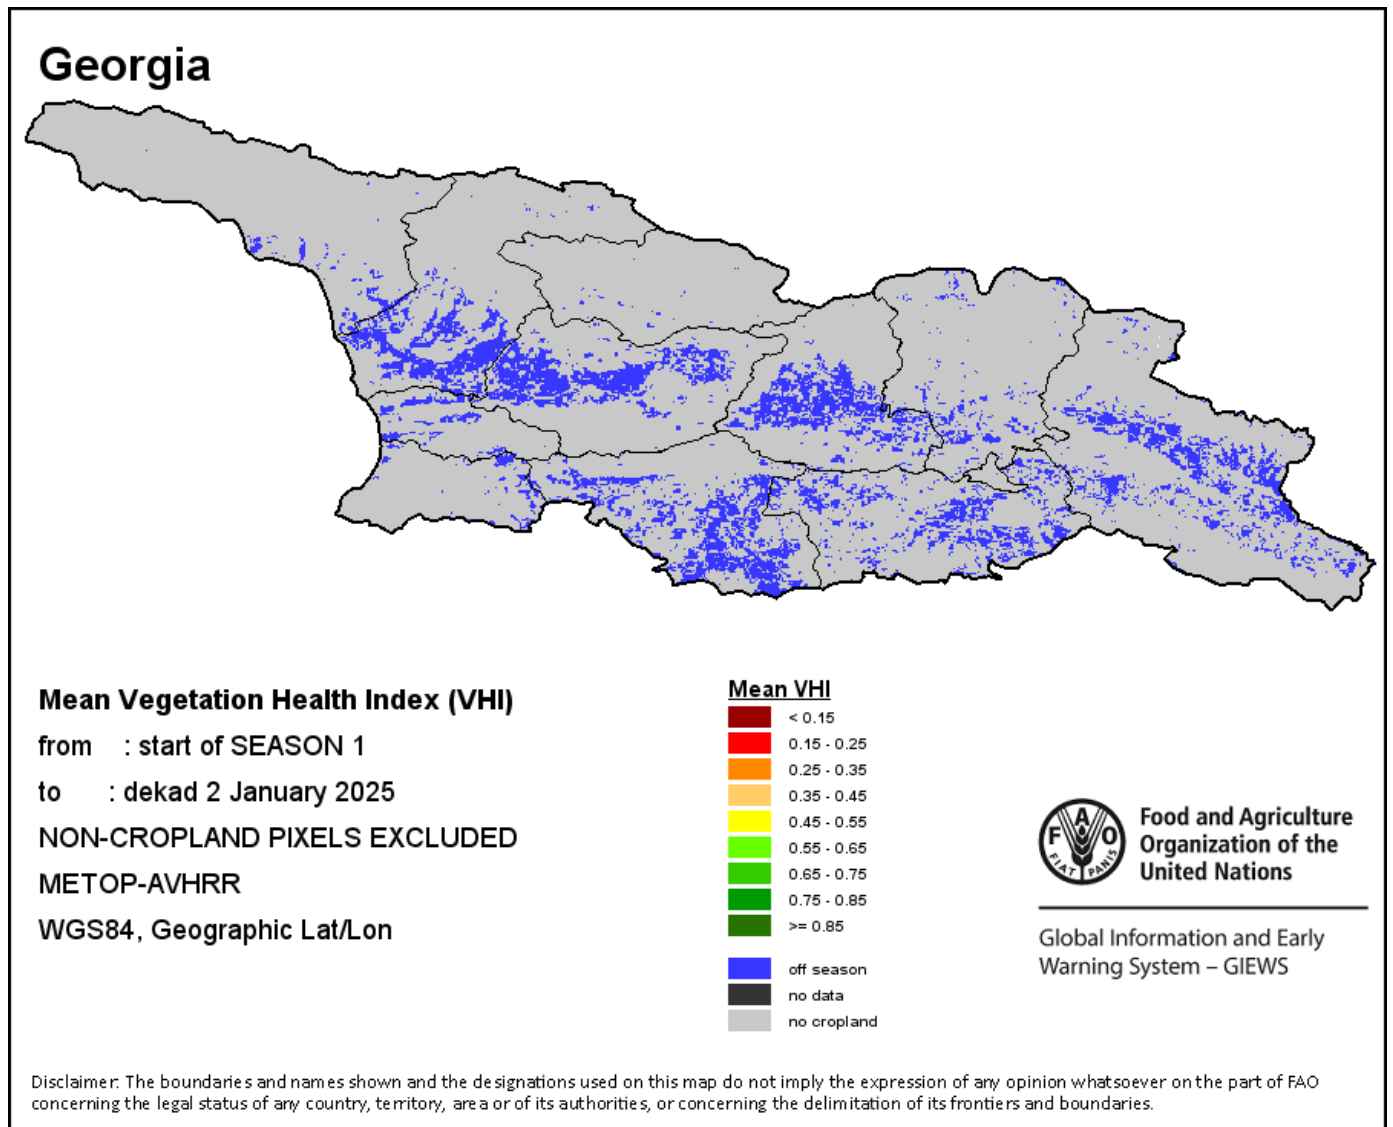 Georgia
Mean Vegetation Health Index (VHI)
from : start of SEASON 1
to : dekad 2 January 2025
NON-CROPLAND PIXELS EXCLUDED
METOP-AVHRR
WGS84, Geographic Lat/Lon
Mean VHI
< 0.15
0.15 - 0.25
0.25 - 0.35
0.35 - 0.45
0.45 - 0.55
0.55 - 0.65
0.65 - 0.75
0.75 - 0.85
>= 0.85
off season
no data
no cropland
F A O
FIAT PANIS
Food and Agriculture
Organization of the
United Nations
Global Information and Early
Warning System – GIEWS
Disclaimer: The boundaries and names shown and the designations used on this map do not imply the expression of any opinion whatsoever on the part of FAO
concerning the legal status of any country, territory, area or of its authorities, or concerning the delimitation of its frontiers and boundaries.